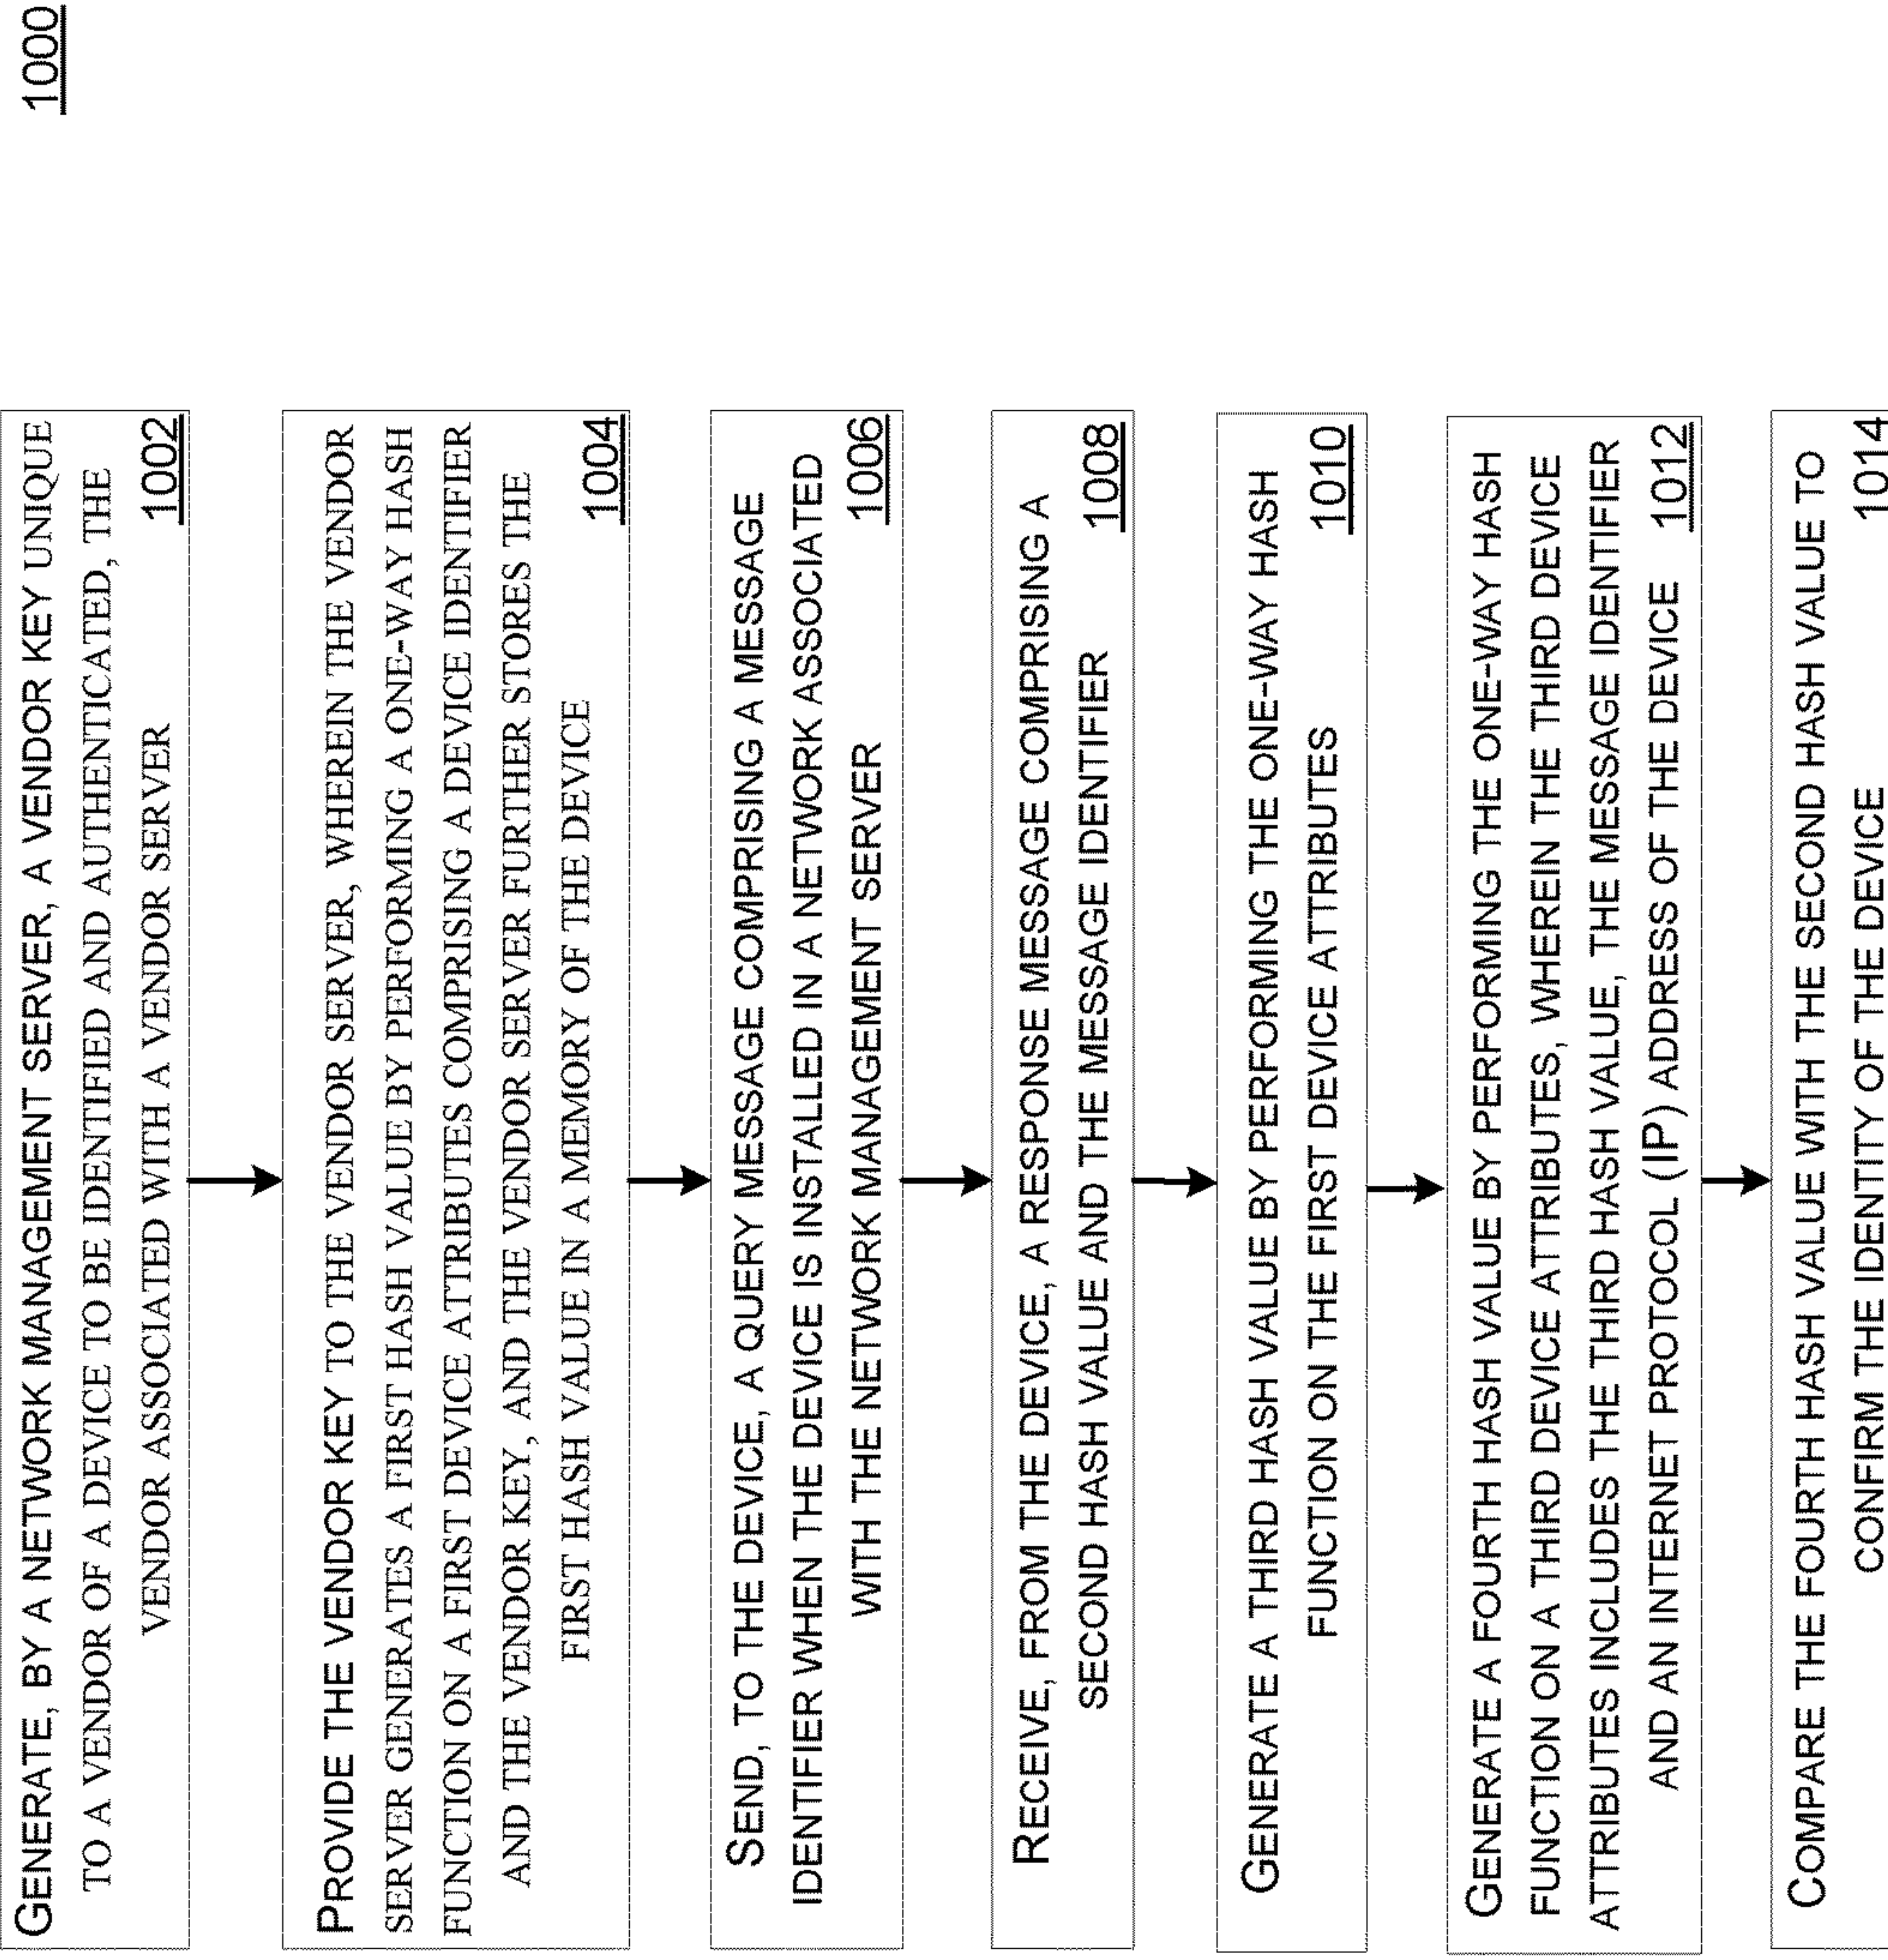 1000
GENERATE, BY A NETWORK MANAGEMENT SERVER, A VENDOR KEY UNIQUE
TO A VENDOR OF A DEVICE TO BE IDENTIFIED AND AUTHENTICATED, THE
VENDOR ASSOCIATED WITH A VENDOR SERVER
1002
PROVIDE THE VENDOR KEY TO THE VENDOR SERVER, WHEREIN THE VENDOR
SERVER GENERATES A FIRST HASH VALUE BY PERFORMING A ONE-WAY HASH
FUNCTION ON A FIRST DEVICE ATTRIBUTES COMPRISING A DEVICE IDENTIFIER
AND THE VENDOR KEY, AND THE VENDOR SERVER FURTHER STORES THE
FIRST HASH VALUE IN A MEMORY OF THE DEVICE
1004
SEND, TO THE DEVICE, A QUERY MESSAGE COMPRISING A MESSAGE
IDENTIFIER WHEN THE DEVICE IS INSTALLED IN A NETWORK ASSOCIATED
WITH THE NETWORK MANAGEMENT SERVER
1006
RECEIVE, FROM THE DEVICE, A RESPONSE MESSAGE COMPRISING A
SECOND HASH VALUE AND THE MESSAGE IDENTIFIER
1008
GENERATE A THIRD HASH VALUE BY PERFORMING THE ONE-WAY HASH
FUNCTION ON THE FIRST DEVICE ATTRIBUTES
1010
GENERATE A FOURTH HASH VALUE BY PERFORMING THE ONE-WAY HASH
FUNCTION ON A THIRD DEVICE ATTRIBUTES, WHEREIN THE THIRD DEVICE
ATTRIBUTES INCLUDES THE THIRD HASH VALUE, THE MESSAGE IDENTIFIER
AND AN INTERNET PROTOCOL (IP) ADDRESS OF THE DEVICE
1012
COMPARE THE FOURTH HASH VALUE WITH THE SECOND HASH VALUE TO
CONFIRM THE IDENTITY OF THE DEVICE
1014